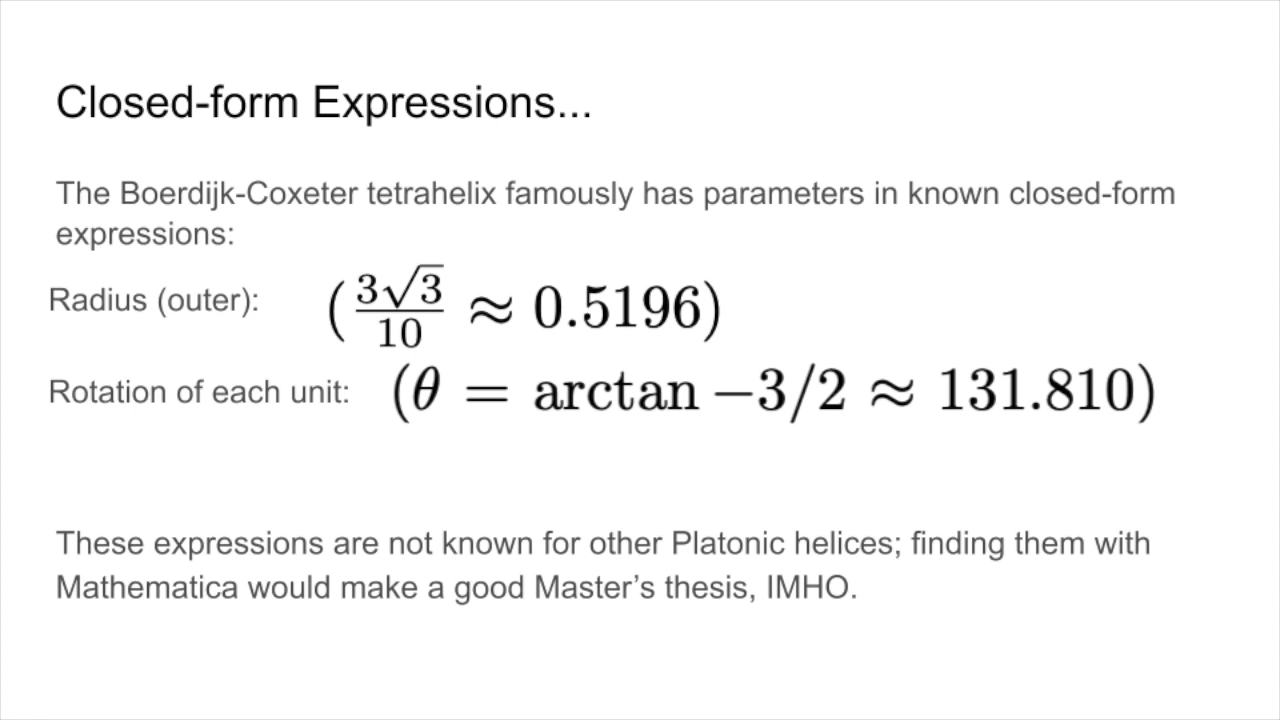 Closed-form Expressions...
The Boerdijk-Coxeter tetrahelix famously has parameters in known closed-form
expressions:
Radius (outer): (3√3/10 ≈ 0.5196)
Rotation of each unit: (θ = arctan −3/2 ≈ 131.810)
These expressions are not known for other Platonic helices; finding them with
Mathematica would make a good Master’s thesis, IMHO.